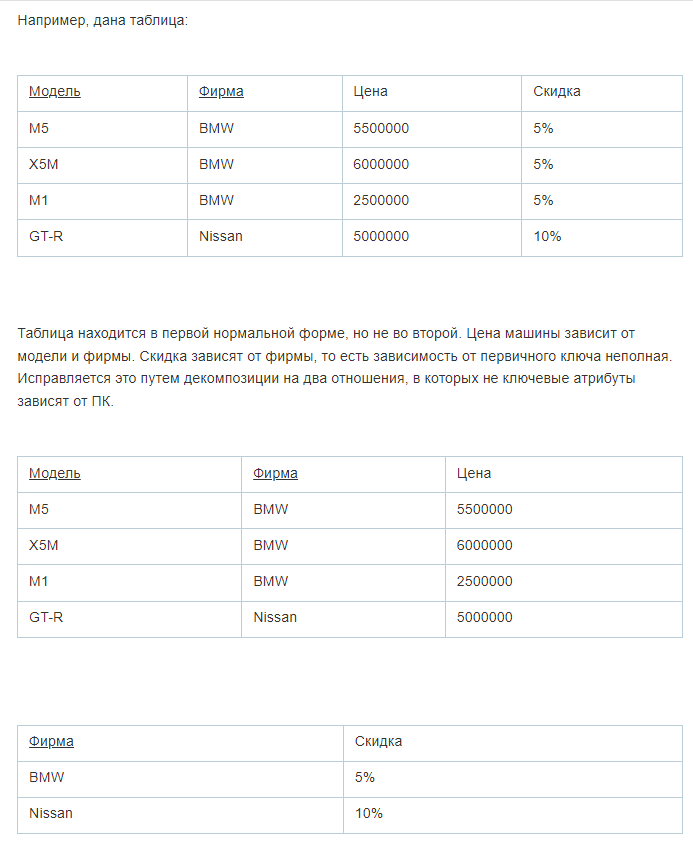 Например, дана таблица:
Модель Фирма Цена Скидка
M5 BMW 5500000 5%
X5M BMW 6000000 5%
M1 BMW 2500000 5%
GT-R Nissan 5000000 10%
Таблица находится в первой нормальной форме, но не во второй. Цена машины зависит от
модели и фирмы. Скидка зависят от фирмы, то есть зависимость от первичного ключа неполная.
Исправляется это путем декомпозиции на два отношения, в которых не ключевые атрибуты
зависят от ПК.
Модель Фирма Цена
M5 BMW 5500000
X5M BMW 6000000
M1 BMW 2500000
GT-R Nissan 5000000
Фирма Скидка
BMW 5%
Nissan 10%